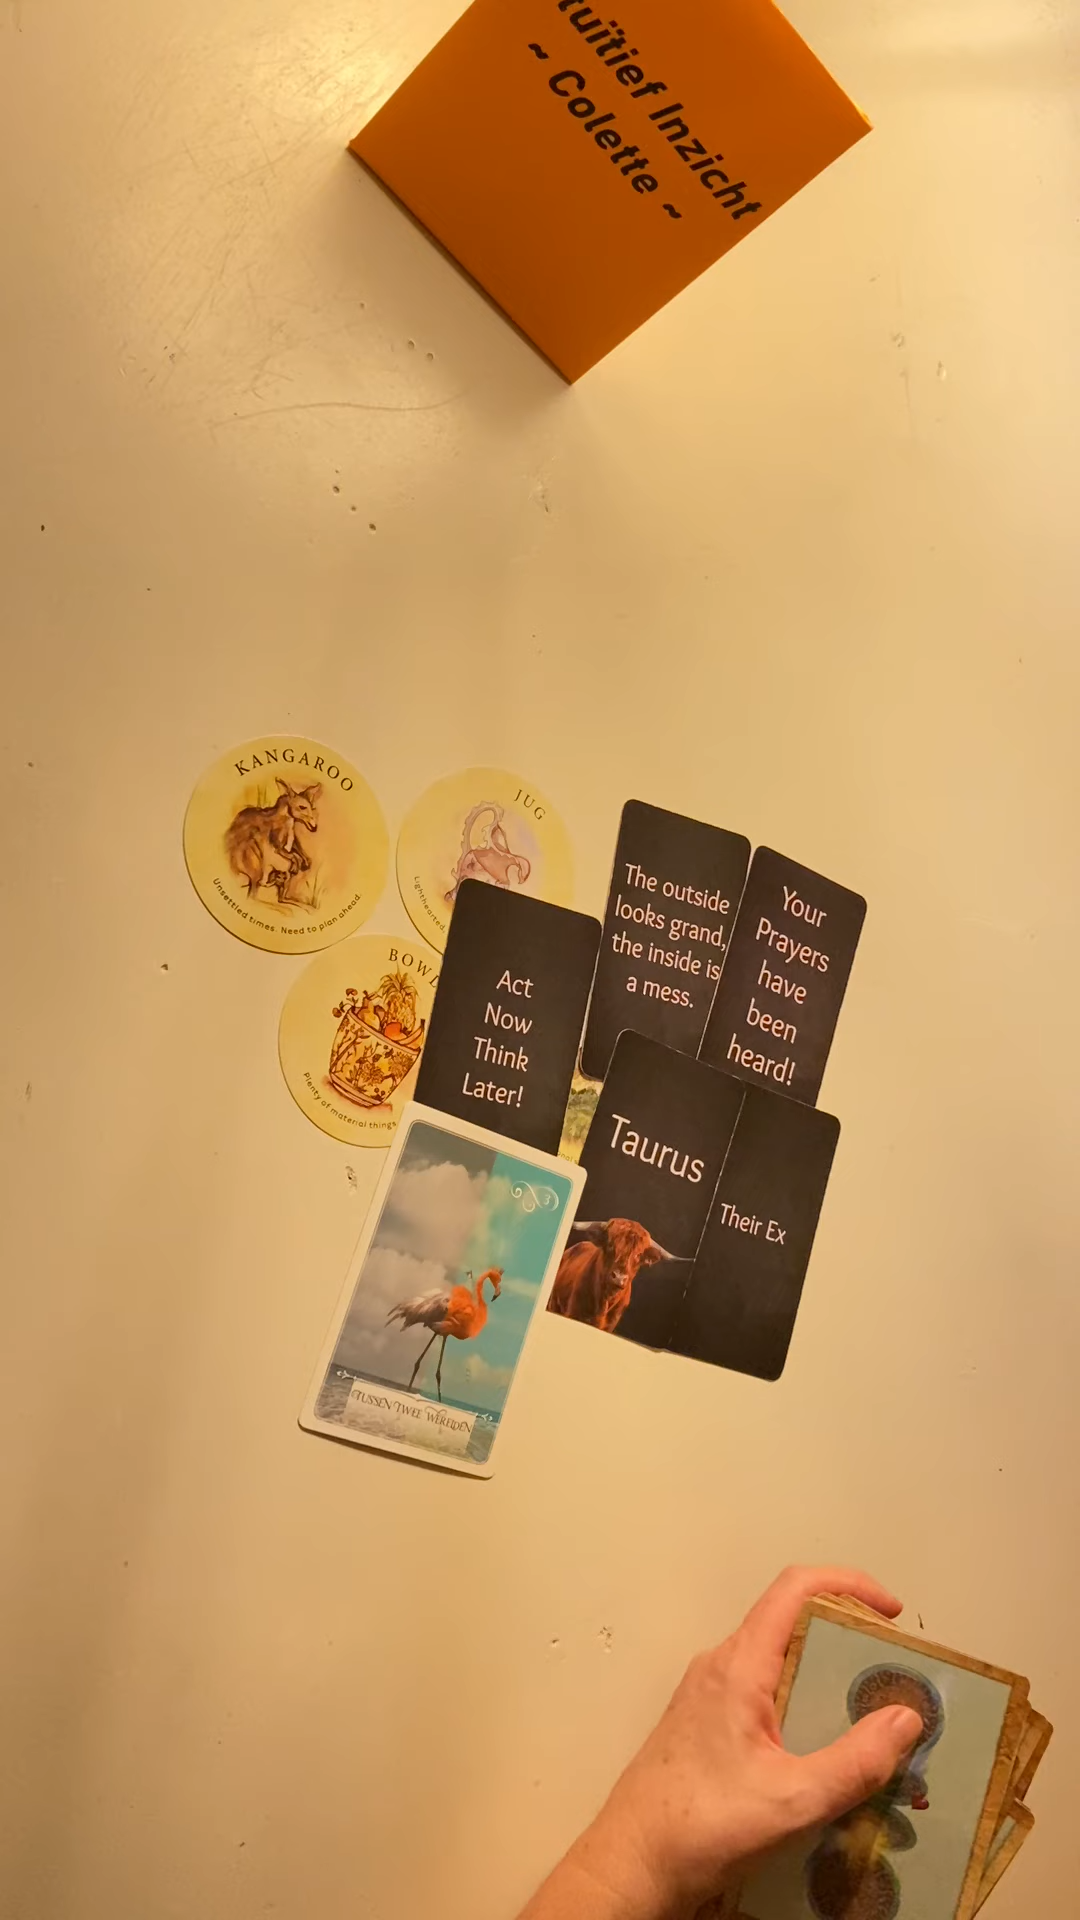 tuïtief Inzicht
~ Colette ~
KANGAROO
Unsettled times. Need to plan ahead.
JUG
Lighthearted,
BOWL
Plenty of material things.
The outside
looks grand,
the inside is
a mess.
Your
Prayers
have
been
heard!
Act
Now
Think
Later!
Taurus
Their Ex
3
TUSSEN TWEE WERELDEN